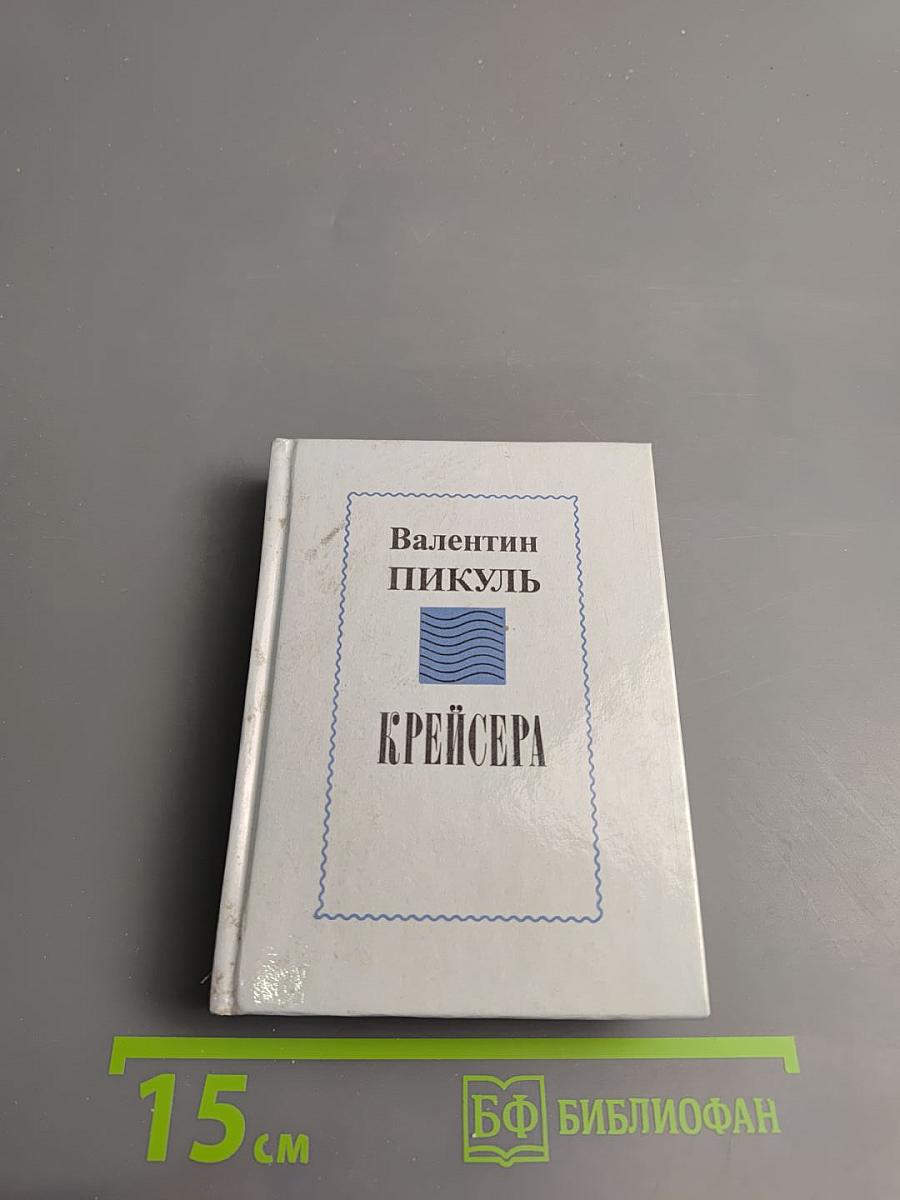 Валентин
ПИКУЛЬ
КРЕЙСЕРА
15 см
БФ БИБЛИОФАН